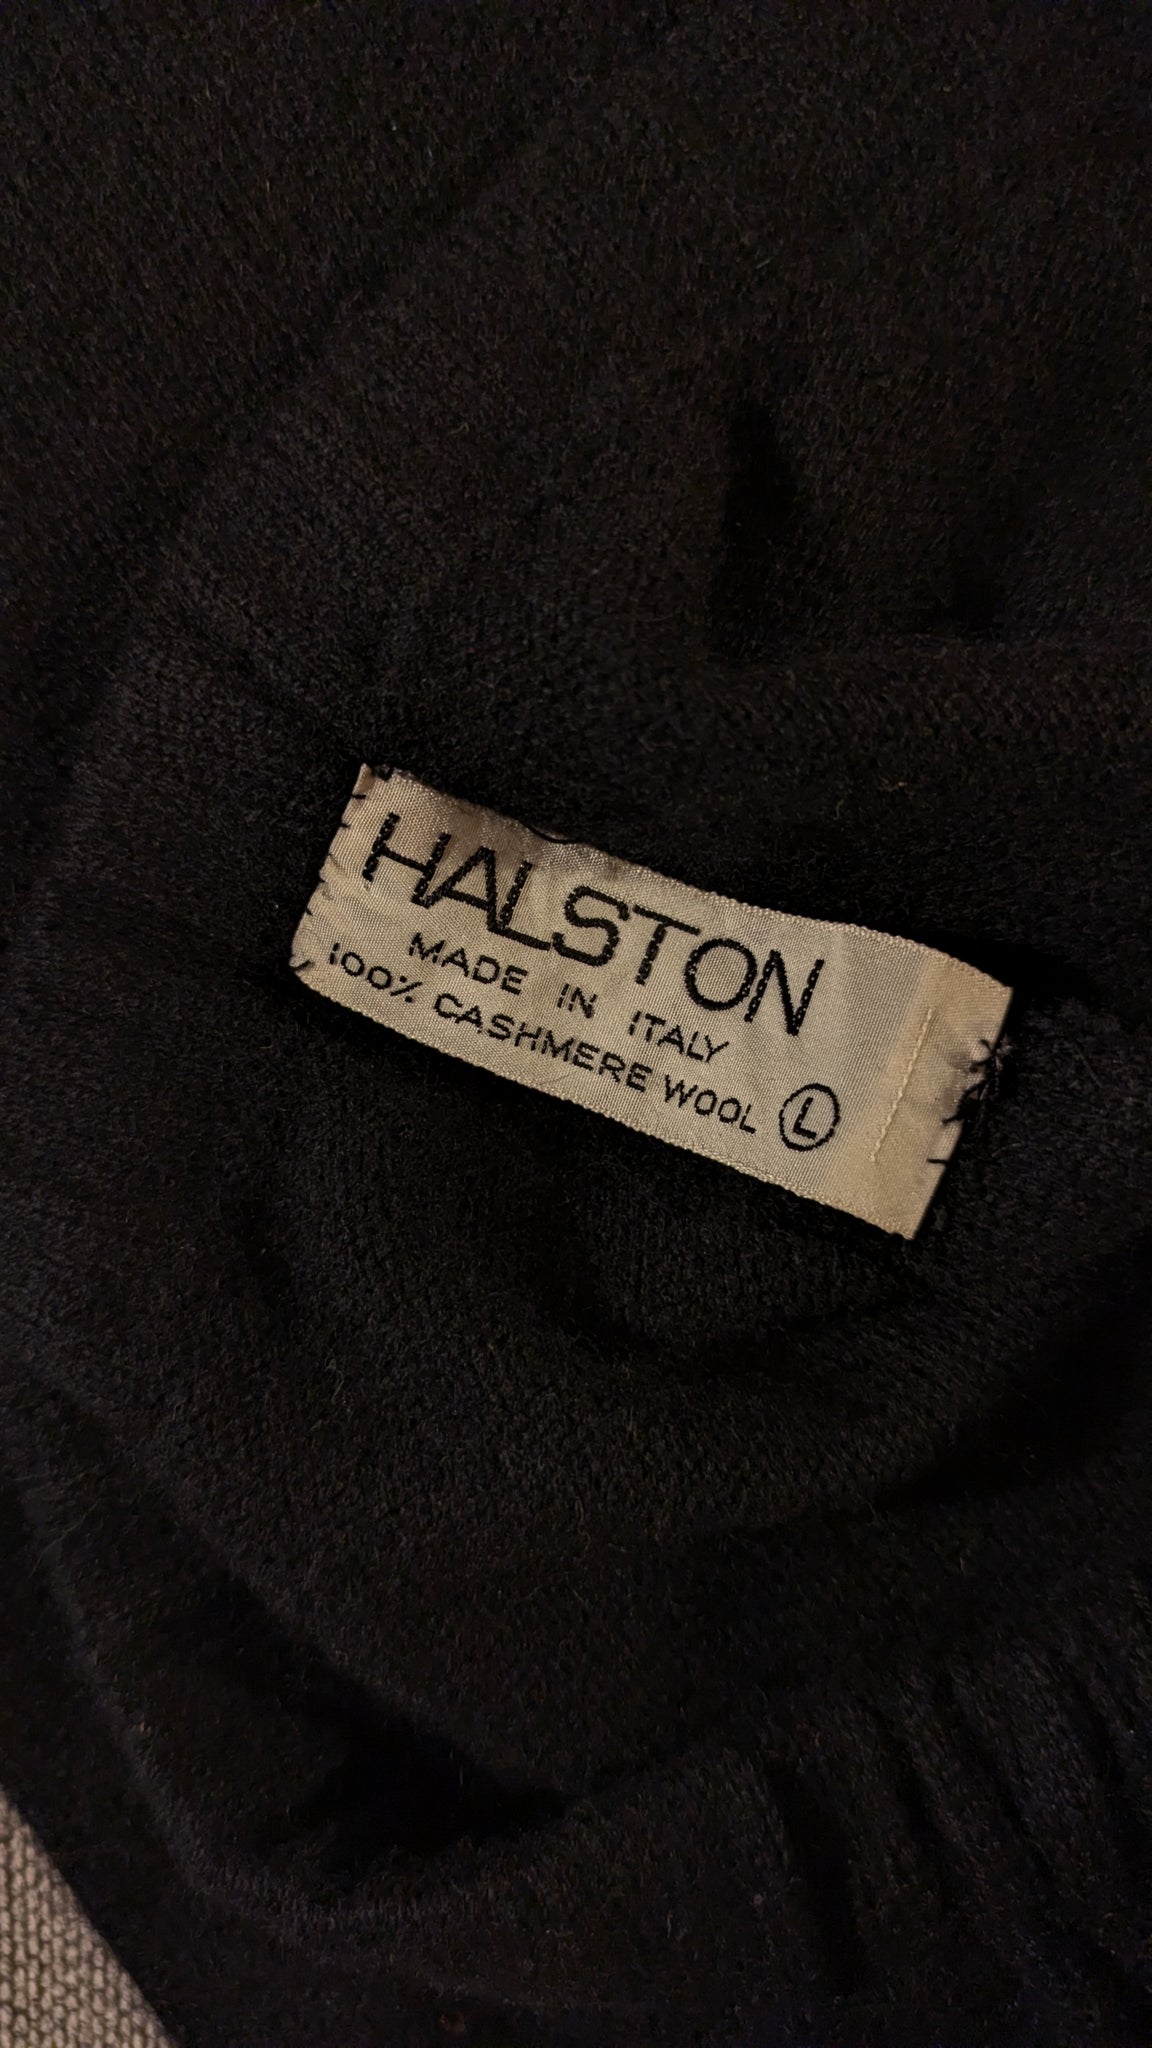 HALSTON
MADE IN ITALY
100% CASHMERE WOOL L